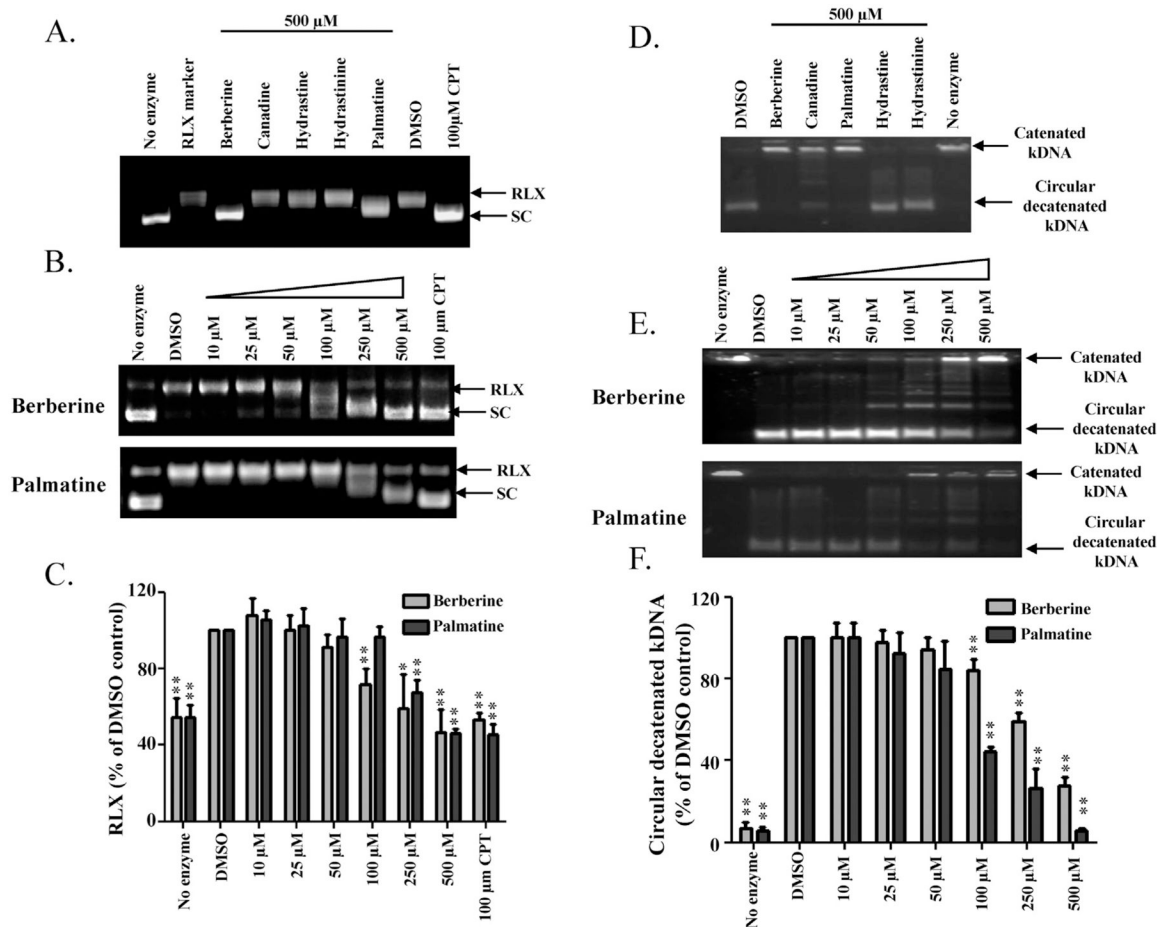 A.
500 µM
No enzyme
RLX marker
Berberine
Canadine
Hydrastine
Hydrastinine
Palmatine
DMSO
100µM CPT
RLX
SC
B.
No enzyme
DMSO
10 µM
25 µM
50 µM
100 µM
250 µM
500 µM
100 µm CPT
Berberine
RLX
SC
Palmatine
RLX
SC
C.
RLX (% of DMSO control)
120
80
40
0
Berberine
Palmatine
**
**
**
*
**
**
**
**
**
No enzyme
DMSO
10 µM
25 µM
50 µM
100 µM
250 µM
500 µM
100 µm CPT
D.
500 µM
DMSO
Berberine
Canadine
Palmatine
Hydrastine
Hydrastinine
No enzyme
Catenated
kDNA
Circular
decatenated
kDNA
E.
No enzyme
DMSO
10 µM
25 µM
50 µM
100 µM
250 µM
500 µM
Berberine
Catenated
kDNA
Circular
decatenated
kDNA
Palmatine
Catenated
kDNA
Circular
decatenated
kDNA
F.
Circular decatenated kDNA
(% of DMSO control)
120
80
40
0
Berberine
Palmatine
**
**
**
**
**
**
**
**
No enzyme
DMSO
10 µM
25 µM
50 µM
100 µM
250 µM
500 µM